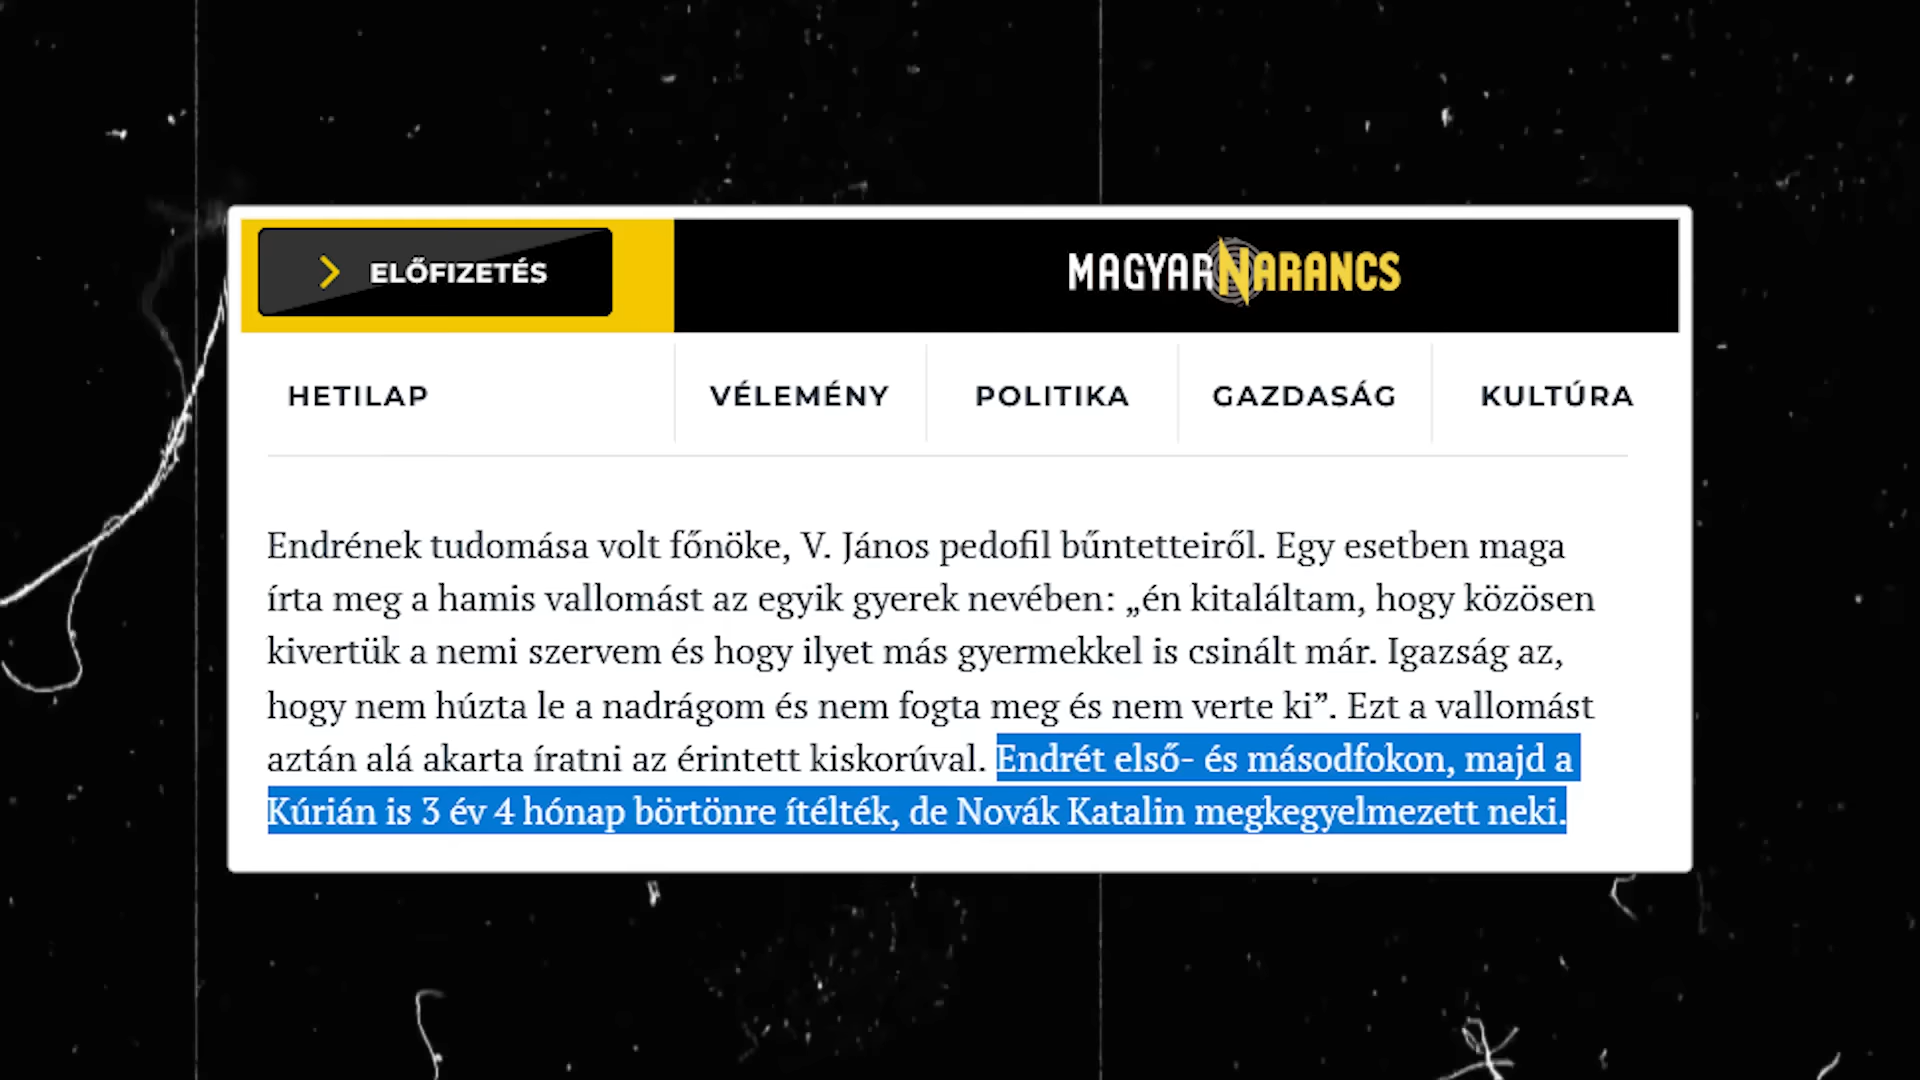 ELŐFIZETÉS
MAGYARNARANCS
HETILAP VÉLEMÉNY POLITIKA GAZDASÁG KULTÚRA
Endrének tudomása volt főnöke, V. János pedofil bűntetteiről. Egy esetben maga
írta meg a hamis vallomást az egyik gyerek nevében: „én kitaláltam, hogy közösen
kivertük a nemi szervem és hogy ilyet más gyermekkel is csinált már. Igazság az,
hogy nem húzta le a nadrágom és nem fogta meg és nem verte ki”. Ezt a vallomást
aztán alá akarta íratni az érintett kiskorúval. Endrét első- és másodfokon, majd a
Kúrián is 3 év 4 hónap börtönre ítélték, de Novák Katalin megkegyelmezett neki.